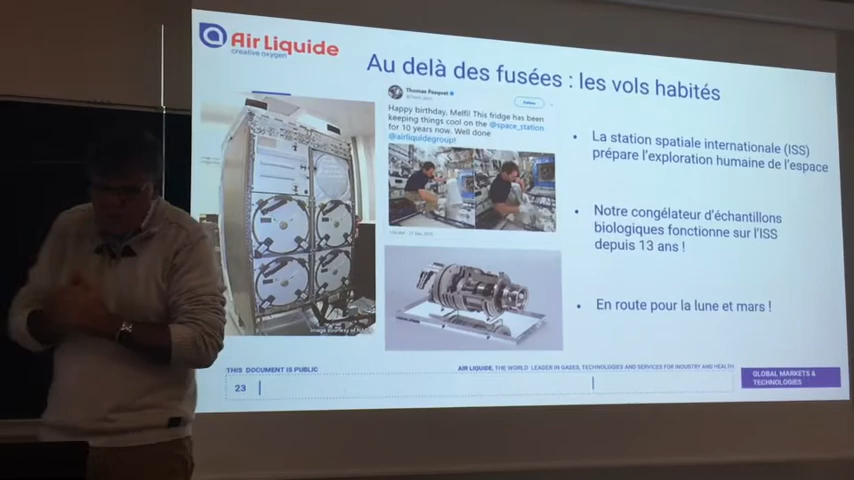 Air Liquide
creative oxygen
Au delà des fusées : les vols habités
Thomas Pesquet
Follow
Happy birthday, Melfi! This fridge has been
keeping things cool on the @space_station
for 10 years now. Well done
@airliquidegroup!
Image courtesy of NASA
• La station spatiale internationale (ISS)
prépare l'exploration humaine de l'espace
• Notre congélateur d'échantillons
biologiques fonctionne sur l'ISS
depuis 13 ans !
• En route pour la lune et mars !
THIS DOCUMENT IS PUBLIC
AIR LIQUIDE, THE WORLD LEADER IN GASES, TECHNOLOGIES AND SERVICES FOR INDUSTRY AND HEALTH
23
GLOBAL MARKETS &
TECHNOLOGIES